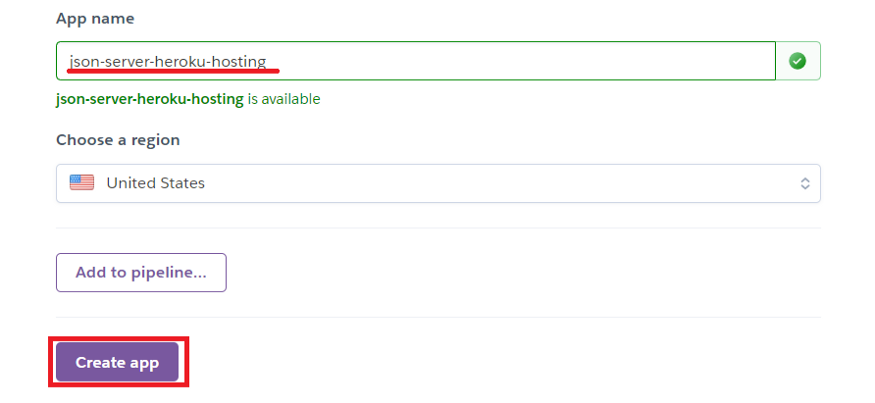 App name
json-server-heroku-hosting
json-server-heroku-hosting is available
Choose a region
United States
Add to pipeline...
Create app